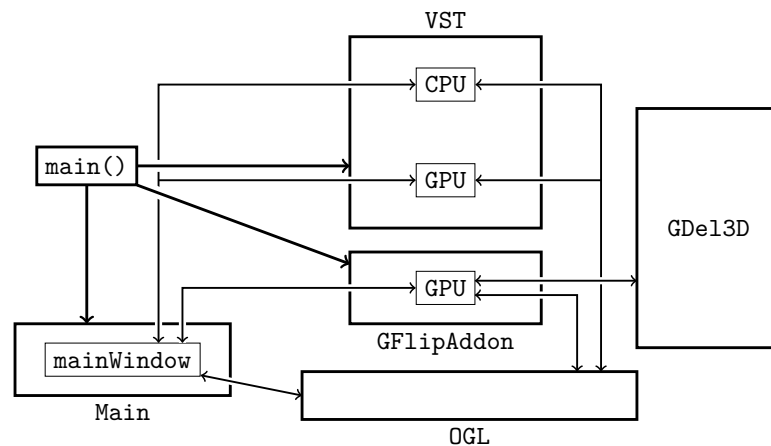 VST
CPU
main()
GPU
GDel3D
GPU
GFlipAddon
mainWindow
Main
OGL